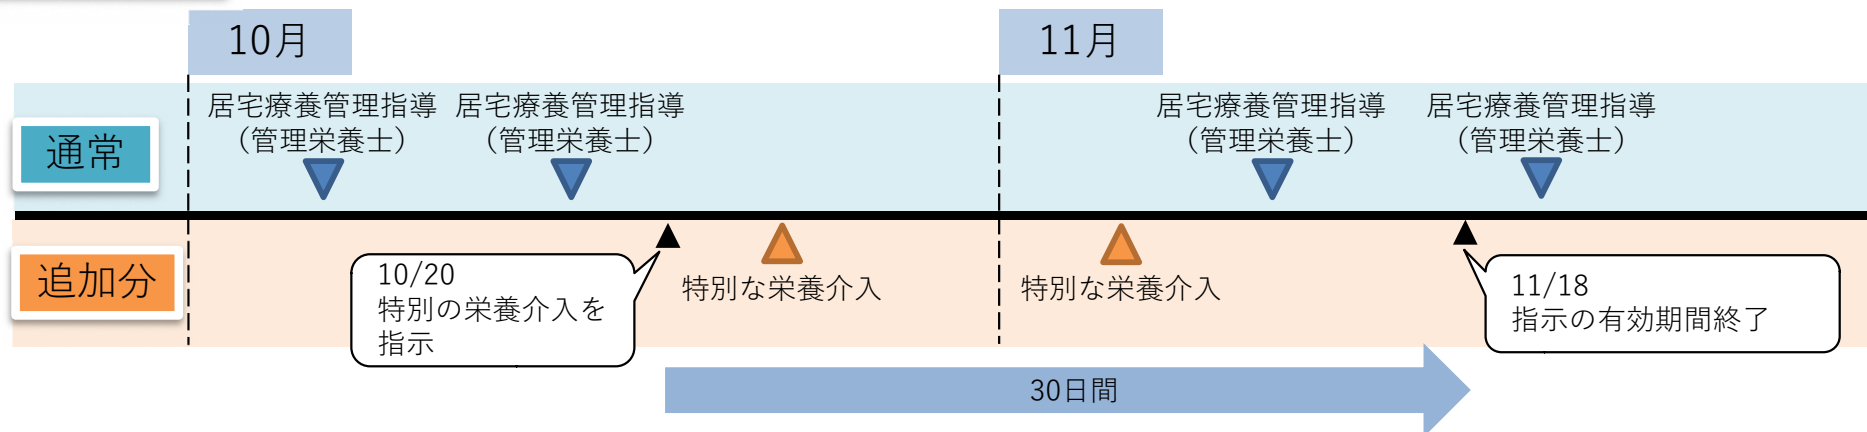 10月
11月
通常
居宅療養管理指導
(管理栄養士)
居宅療養管理指導
(管理栄養士)
居宅療養管理指導
(管理栄養士)
居宅療養管理指導
(管理栄養士)
追加分
10/20
特別の栄養介入を
指示
特別な栄養介入
特別な栄養介入
11/18
指示の有効期間終了
30日間